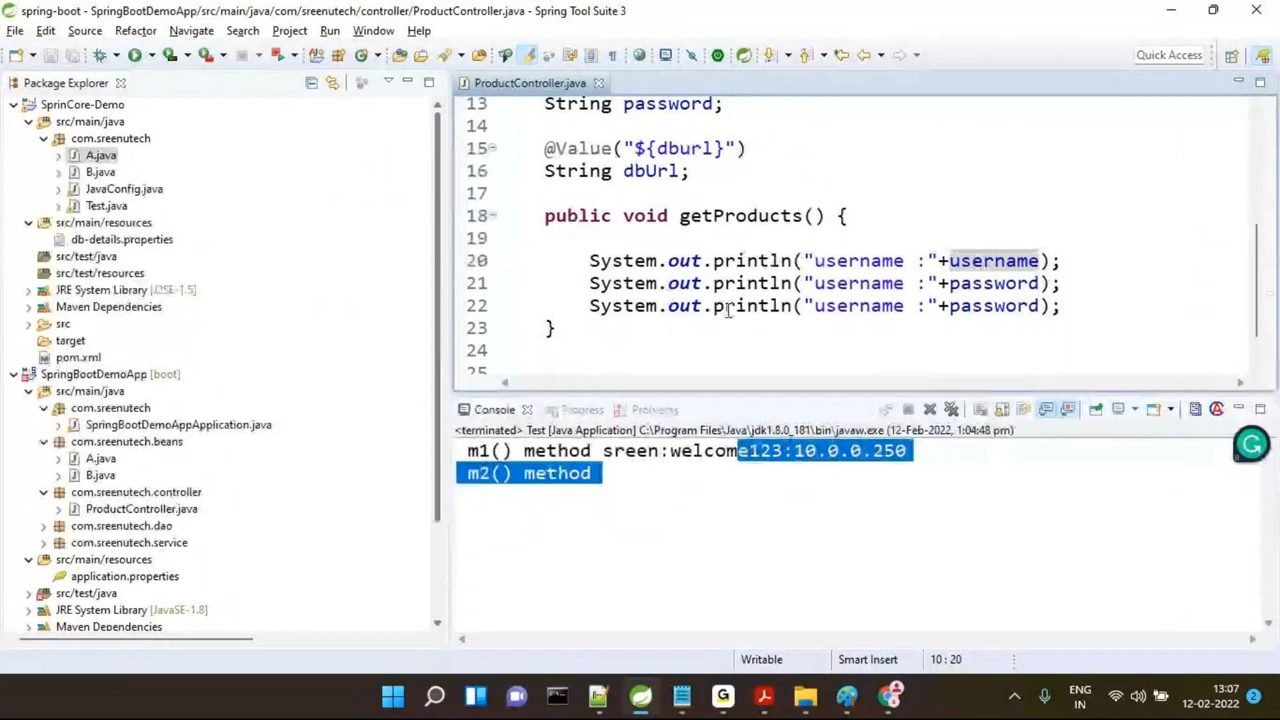 spring-boot - SpringBootDemoApp/src/main/java/com/sreenutech/controller/ProductController.java - Spring Tool Suite 3
File Edit Source Refactor Navigate Search Project Run Window Help
Quick Access
Package Explorer
SprinCore-Demo
src/main/java
com.sreenutech
A.java
B.java
JavaConfig.java
Test.java
src/main/resources
db-details.properties
src/test/java
src/test/resources
JRE System Library [J2SE-1.5]
Maven Dependencies
src
target
pom.xml
SpringBootDemoApp [boot]
src/main/java
com.sreenutech
SpringBootDemoAppApplication.java
com.sreenutech.beans
A.java
B.java
com.sreenutech.controller
ProductController.java
com.sreenutech.dao
com.sreenutech.service
src/main/resources
application.properties
src/test/java
JRE System Library [JavaSE-1.8]
Maven Dependencies
ProductController.java
13 String password;
14
15 @Value("${dburl}")
16 String dbUrl;
17
18 public void getProducts() {
19
20 System.out.println("username :"+username);
21 System.out.println("username :"+password);
22 System.out.println("username :"+password);
23 }
24
25
Console Progress Problems
<terminated> Test [Java Application] C:\Program Files\Java\jdk1.8.0_181\bin\javaw.exe (12-Feb-2022, 1:04:48 pm)
m1() method sreen:welcome123:10.0.0.250
m2() method
Writable Smart Insert 10 : 20
ENG
IN
13:07
12-02-2022
2